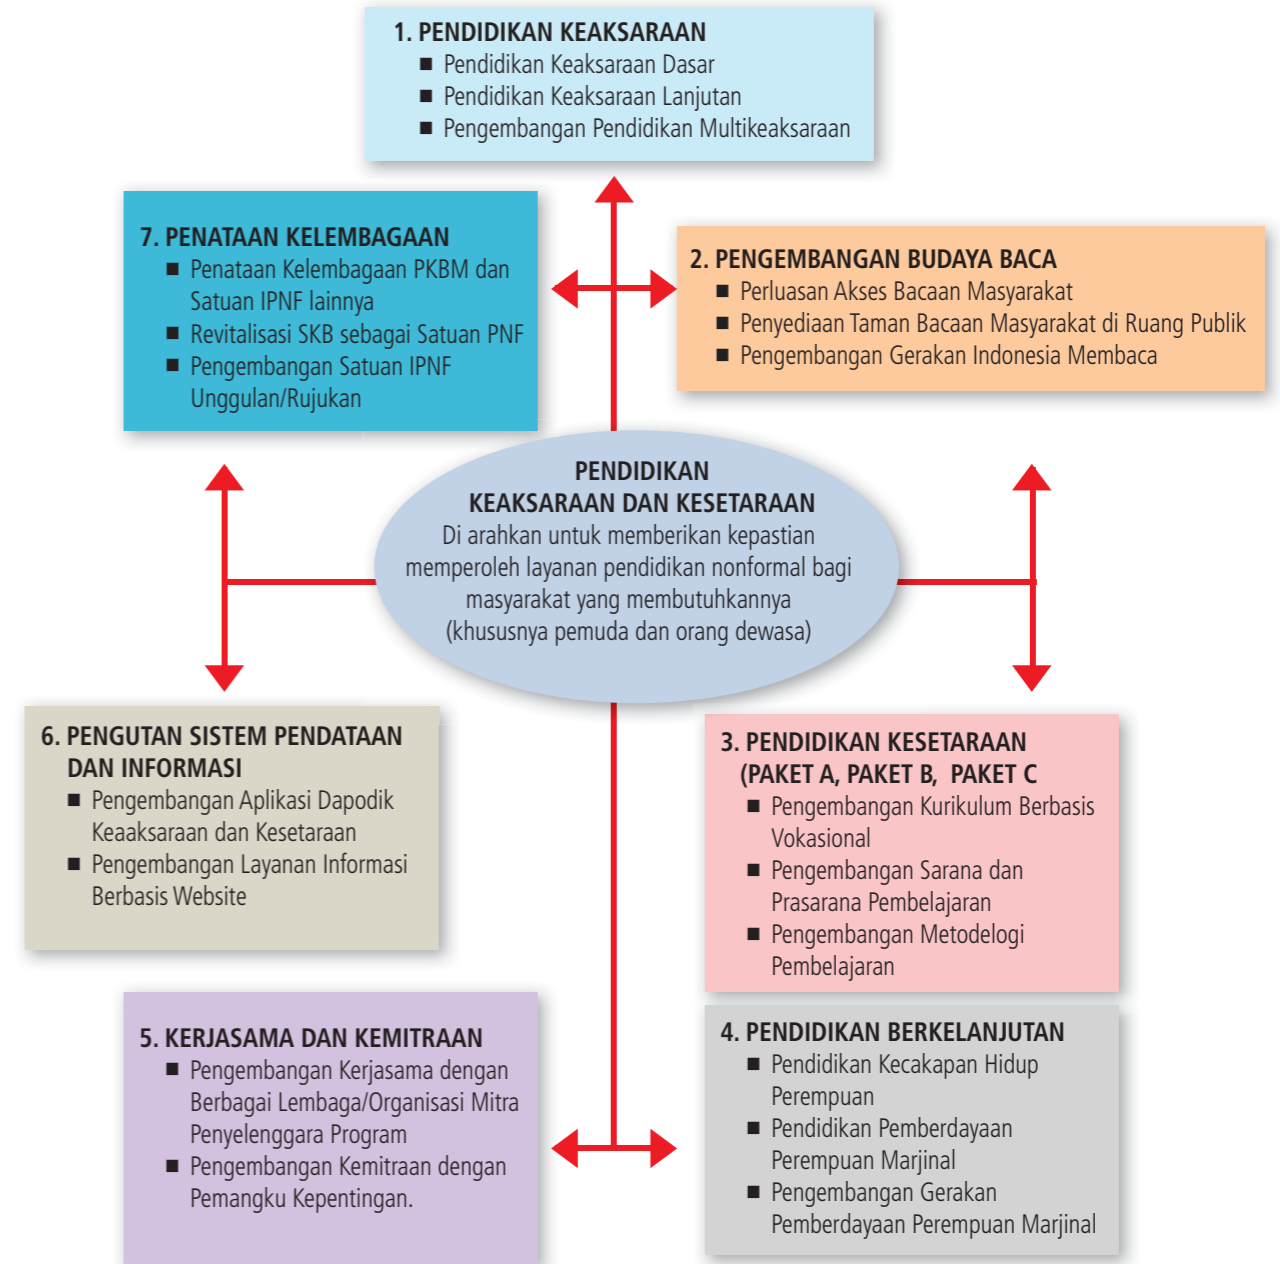 1. PENDIDIKAN KEAKSARAAN
■ Pendidikan Keaksaraan Dasar
■ Pendidikan Keaksaraan Lanjutan
■ Pengembangan Pendidikan Multikeaksaraan
7. PENATAAN KELEMBAGAAN
■ Penataan Kelembagaan PKBM dan
Satuan IPNF lainnya
■ Revitalisasi SKB sebagai Satuan PNF
■ Pengembangan Satuan IPNF
Unggulan/Rujukan
2. PENGEMBANGAN BUDAYA BACA
■ Perluasan Akses Bacaan Masyarakat
■ Penyediaan Taman Bacaan Masyarakat di Ruang Publik
■ Pengembangan Gerakan Indonesia Membaca
PENDIDIKAN
KEAKSARAAN DAN KESETARAAN
Di arahkan untuk memberikan kepastian
memperoleh layanan pendidikan nonformal bagi
masyarakat yang membutuhkannya
(khususnya pemuda dan orang dewasa)
6. PENGUTAN SISTEM PENDATAAN
DAN INFORMASI
■ Pengembangan Aplikasi Dapodik
Keaaksaraan dan Kesetaraan
■ Pengembangan Layanan Informasi
Berbasis Website
3. PENDIDIKAN KESETARAAN
(PAKET A, PAKET B, PAKET C
■ Pengembangan Kurikulum Berbasis
Vokasional
■ Pengembangan Sarana dan
Prasarana Pembelajaran
■ Pengembangan Metodelogi
Pembelajaran
5. KERJASAMA DAN KEMITRAAN
■ Pengembangan Kerjasama dengan
Berbagai Lembaga/Organisasi Mitra
Penyelenggara Program
■ Pengembangan Kemitraan dengan
Pemangku Kepentingan.
4. PENDIDIKAN BERKELANJUTAN
■ Pendidikan Kecakapan Hidup
Perempuan
■ Pendidikan Pemberdayaan
Perempuan Marjinal
■ Pengembangan Gerakan
Pemberdayaan Perempuan Marjinal